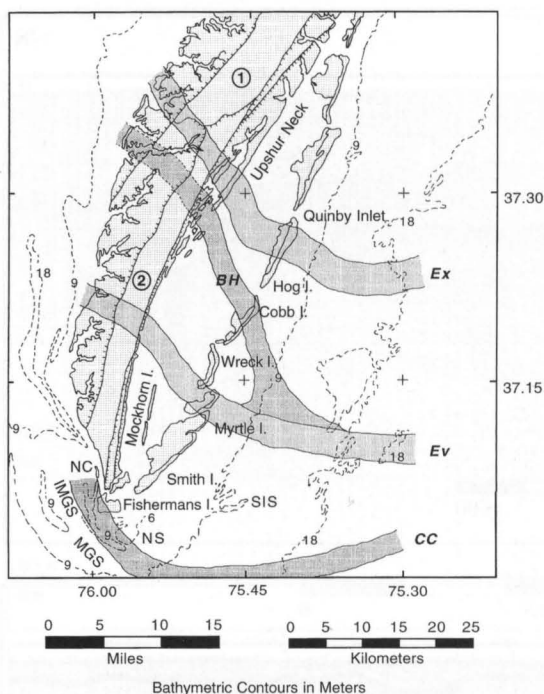 1
9
Upshur Neck
37.30
Quinby Inlet
18
18
Ex
9
2
BH
Hog I.
Cobb I.
Wreck I.
Mockhorn I.
9
37.15
Myrtle I.
Ev
18
9
NC
Smith I.
IMGS
Fishermans I.
SIS
9
6
18
CC
MGS
9
NS
9
76.00
75.45
75.30
0 5 10 15
Miles
0 5 10 15 20 25
Kilometers
Bathymetric Contours in Meters